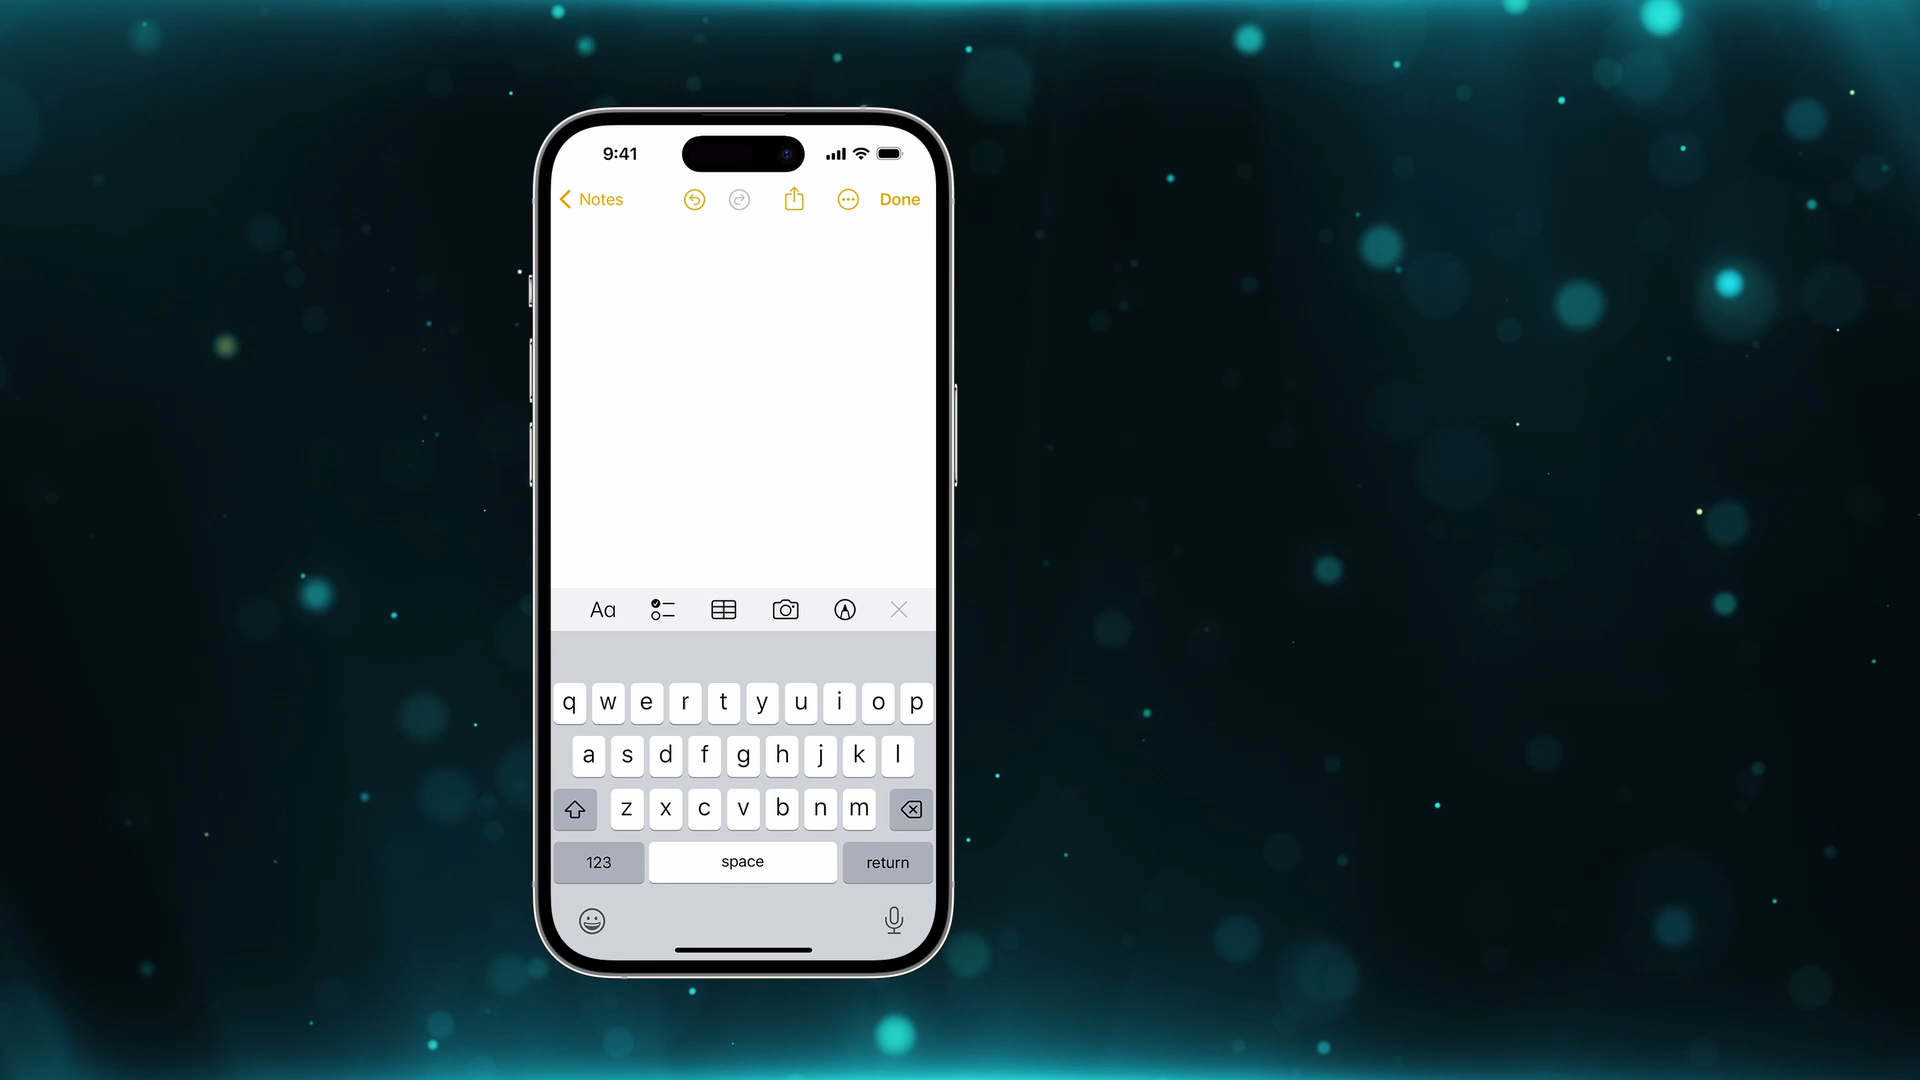 9:41
Notes Done
Aa
q w e r t y u i o p
a s d f g h j k l
z x c v b n m
123 space return